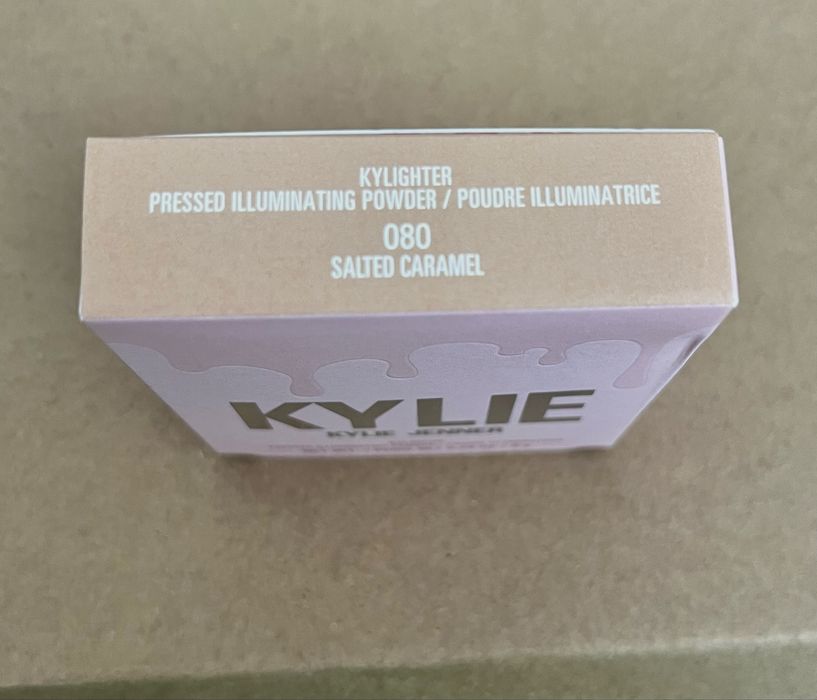 KYLIGHTER
PRESSED ILLUMINATING POWDER / POUDRE ILLUMINATRICE
080
SALTED CARAMEL
KYLIE
KYLIE JENNER